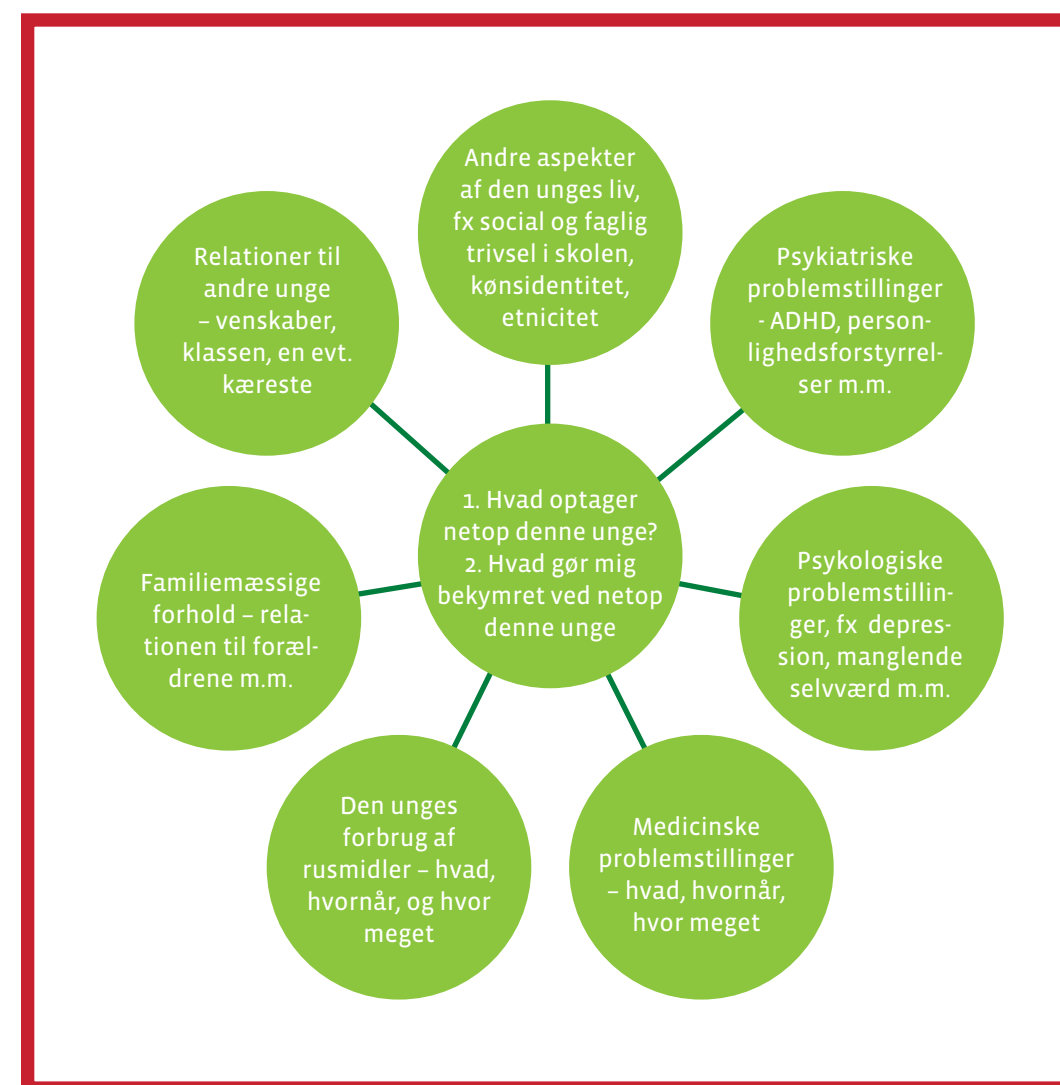 Andre aspekter
af den unges liv,
fx social og faglig
trivsel i skolen,
kønsidentitet,
etnicitet
Relationer til
andre unge
– venskaber,
klassen, en evt.
kæreste
Psykiatriske
problemstillinger
- ADHD, person-
lighedsforstyrrel-
ser m.m.
1. Hvad optager
netop denne unge?
2. Hvad gør mig
bekymret ved netop
denne unge
Familiemæssige
forhold – rela-
tionen til foræl-
drene m.m.
Psykologiske
problemstillin-
ger, fx depres-
sion, manglende
selvværd m.m.
Den unges
forbrug af
rusmidler – hvad,
hvornår, og hvor
meget
Medicinske
problemstillinger
– hvad, hvornår,
hvor meget